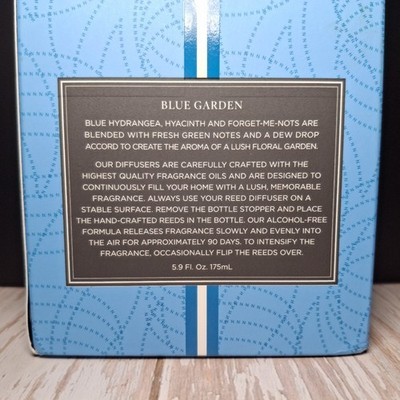 BLUE GARDEN
BLUE HYDRANGEA, HYACINTH AND FORGET-ME-NOTS ARE
BLENDED WITH FRESH GREEN NOTES AND A DEW DROP
ACCORD TO CREATE THE AROMA OF A LUSH FLORAL GARDEN.
OUR DIFFUSERS ARE CAREFULLY CRAFTED WITH THE
HIGHEST QUALITY FRAGRANCE OILS AND ARE DESIGNED TO
CONTINUOUSLY FILL YOUR HOME WITH A LUSH, MEMORABLE
FRAGRANCE. ALWAYS USE YOUR REED DIFFUSER ON A
STABLE SURFACE. REMOVE THE BOTTLE STOPPER AND PLACE
THE HAND-CRAFTED REEDS IN THE BOTTLE. OUR ALCOHOL-FREE
FORMULA RELEASES FRAGRANCE SLOWLY AND EVENLY INTO
THE AIR FOR APPROXIMATELY 90 DAYS. TO INTENSIFY THE
FRAGRANCE, OCCASIONALLY FLIP THE REEDS OVER.
5.9 Fl. Oz. 175mL